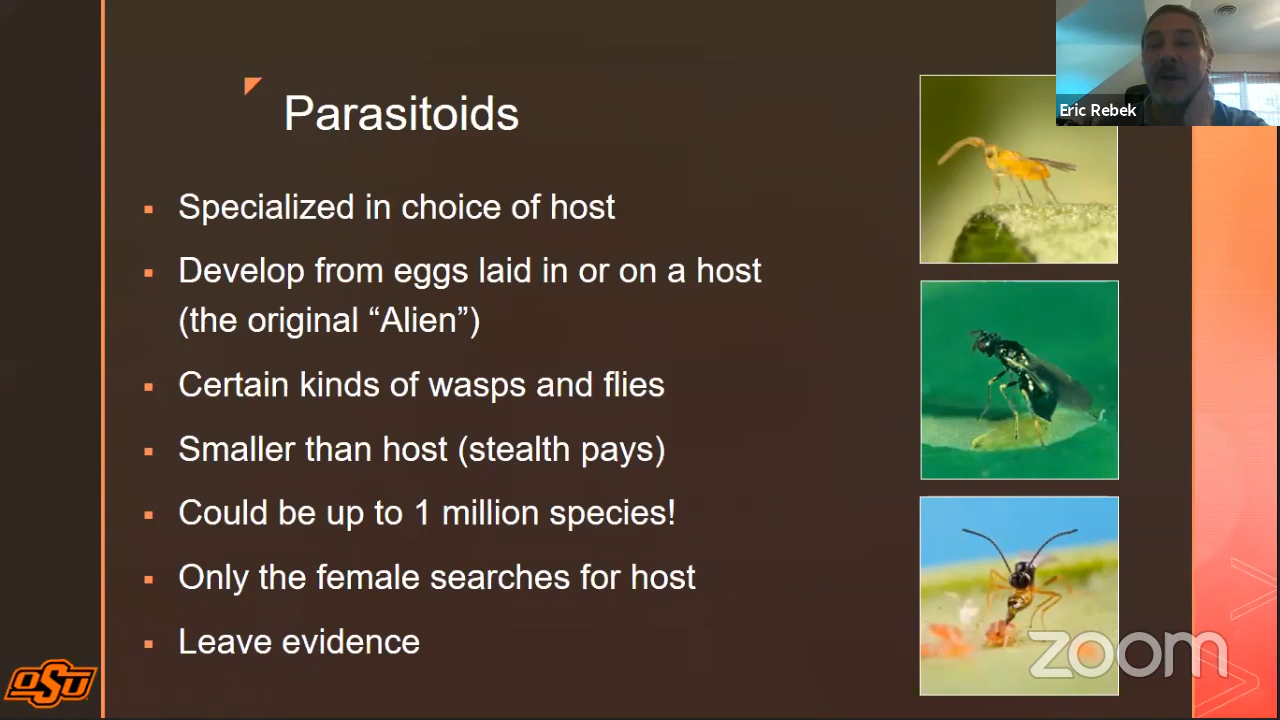 Parasitoids
Eric Rebek
Specialized in choice of host
Develop from eggs laid in or on a host
(the original “Alien”)
Certain kinds of wasps and flies
Smaller than host (stealth pays)
Could be up to 1 million species!
Only the female searches for host
Leave evidence
OSU
zoom